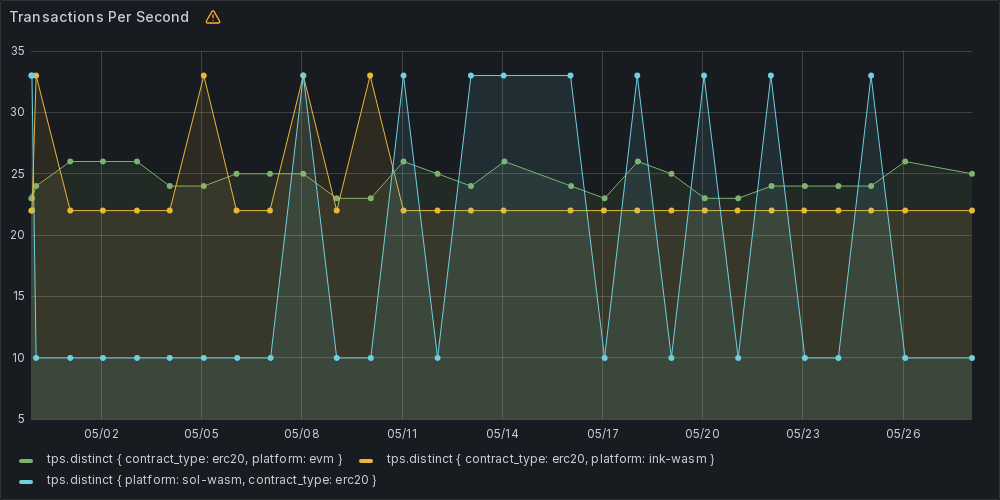 Transactions Per Second
35
30
25
20
15
10
5
05/02 05/05 05/08 05/11 05/14 05/17 05/20 05/23 05/26
tps.distinct { contract_type: erc20, platform: evm } tps.distinct { contract_type: erc20, platform: ink-wasm }
tps.distinct { platform: sol-wasm, contract_type: erc20 }